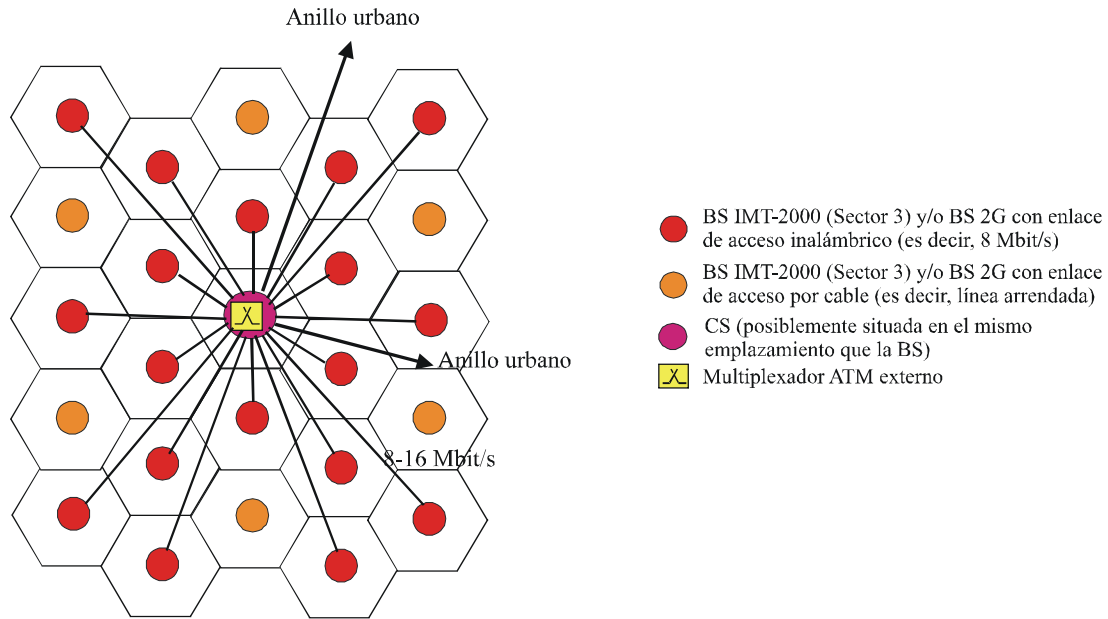 Anillo urbano
BS IMT-2000 (Sector 3) y/o BS 2G con enlace
de acceso inalámbrico (es decir, 8 Mbit/s)
BS IMT-2000 (Sector 3) y/o BS 2G con enlace
de acceso por cable (es decir, línea arrendada)
CS (posiblemente situada en el mismo
emplazamiento que la BS)
Multiplexador ATM externo
Anillo urbano
8-16 Mbit/s